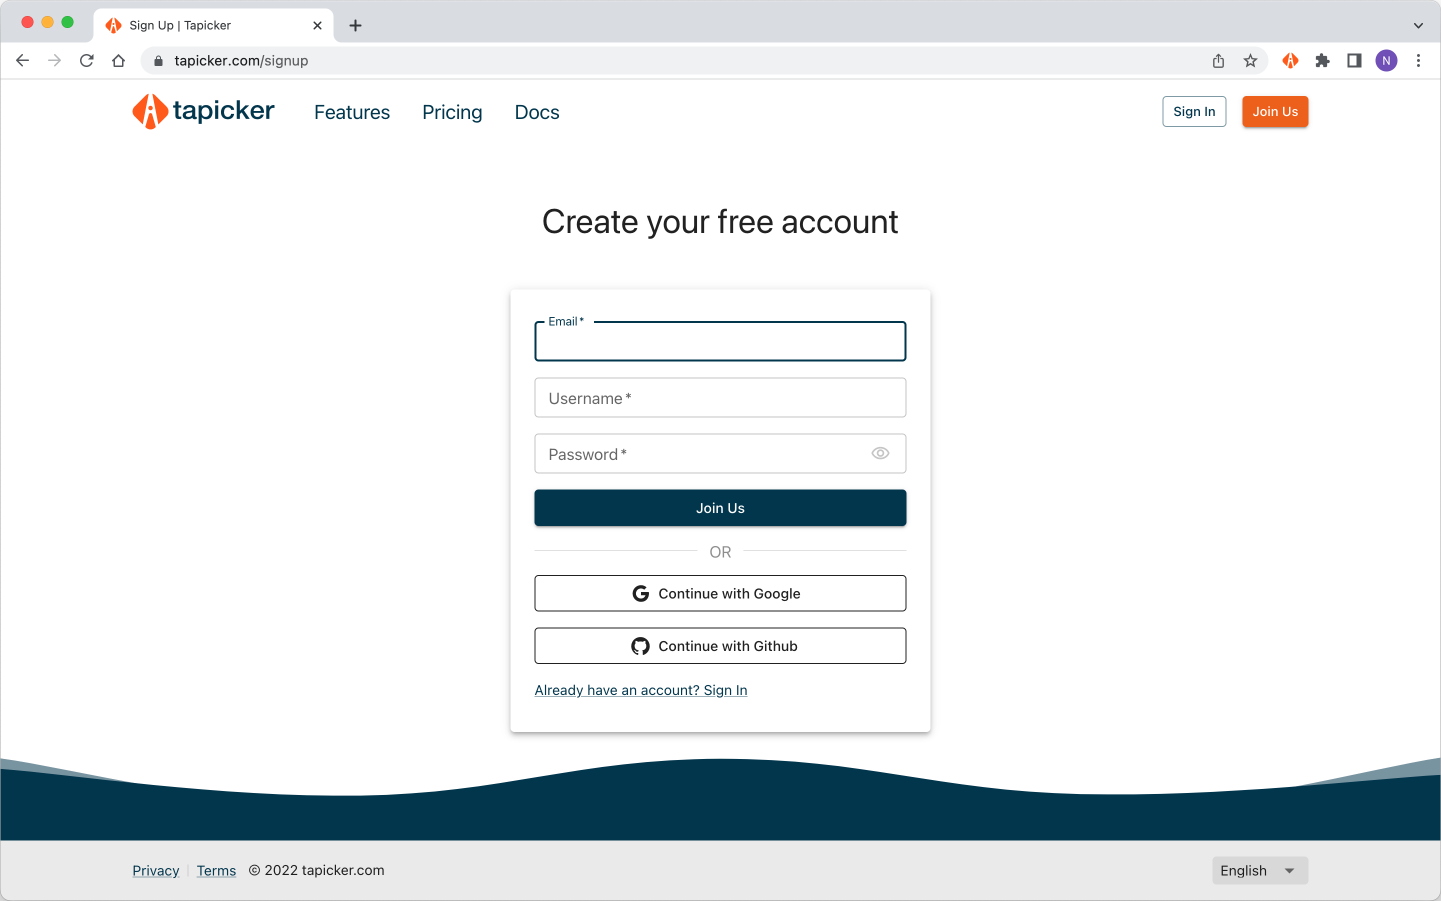 Sign Up | Tapicker
tapicker.com/signup
N
tapicker Features Pricing Docs Sign In Join Us
Create your free account
Email *
Username *
Password *
Join Us
OR
Continue with Google
Continue with Github
Already have an account? Sign In
Privacy Terms © 2022 tapicker.com English